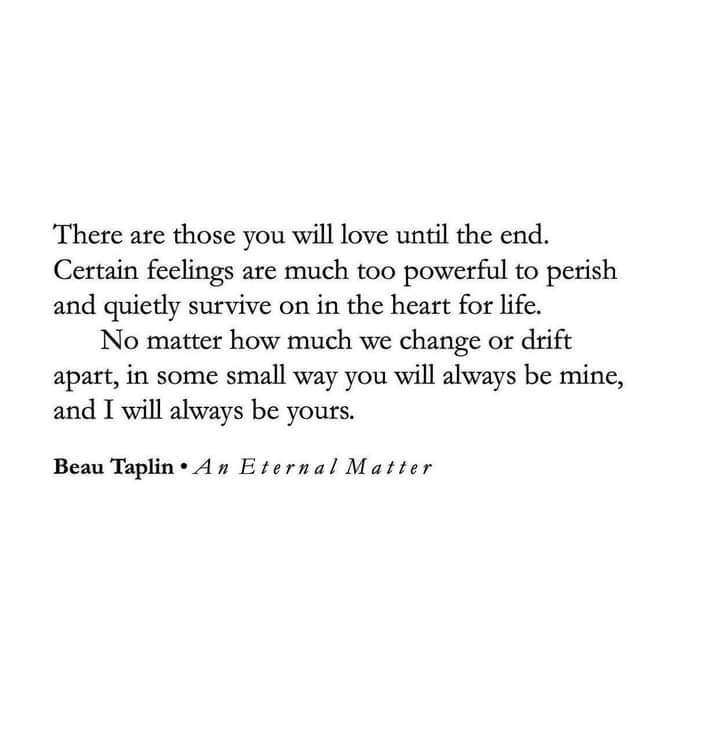 There are those you will love until the end.
Certain feelings are much too powerful to perish
and quietly survive on in the heart for life.
No matter how much we change or drift
apart, in some small way you will always be mine,
and I will always be yours.
Beau Taplin • An Eternal Matter